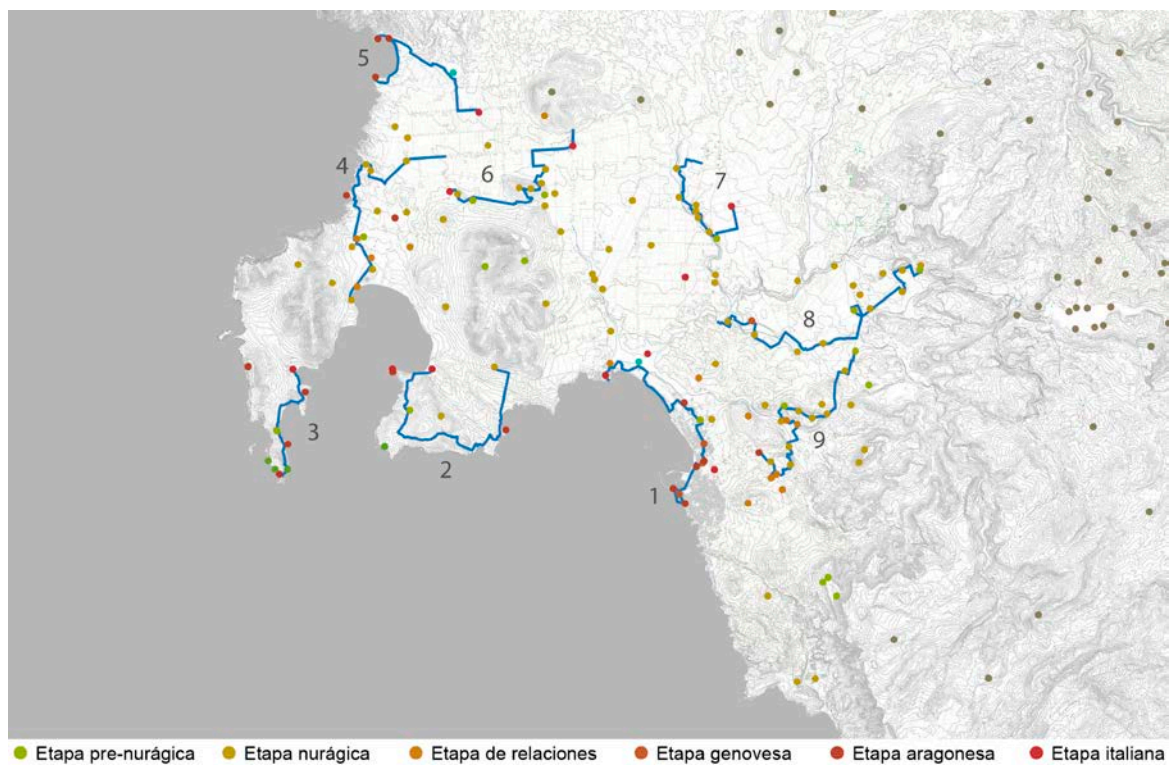 5
4
6
7
8
3
9
2
1
Etapa pre-nurágica
Etapa nurágica
Etapa de relaciones
Etapa genovesa
Etapa aragonesa
Etapa italiana